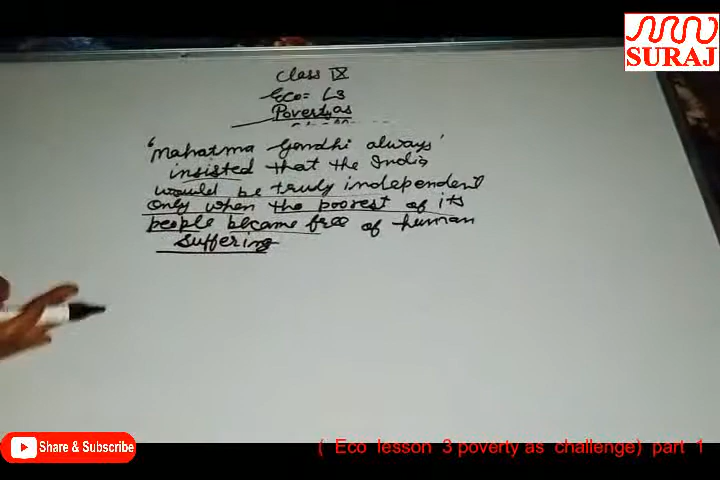 SURAJ
Class IX
Eco= L3
Poverty as
"Mahatma Gandhi always'
insisted that the India
would be truly independent
Only when the poorest of its
people became free of human
Suffering
Share & Subscribe
( Eco lesson 3 poverty as challenge) part 1